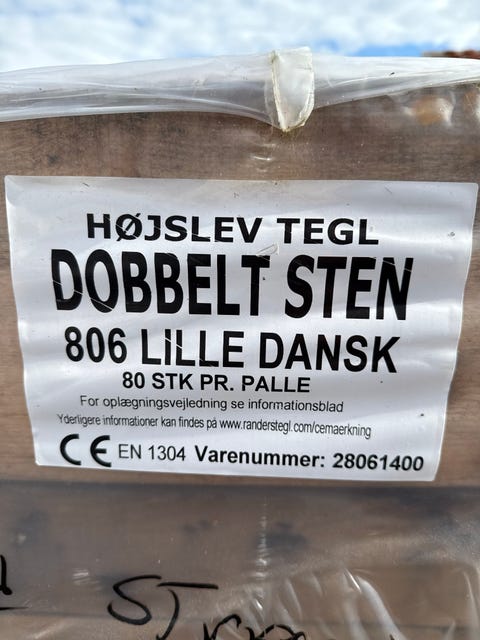 HØJSLEV TEGL
DOBBELT STEN
806 LILLE DANSK
80 STK PR. PALLE
For oplægningsvejledning se informationsblad
Yderligere informationer kan findes på www.randerstegl.com/cemaerkning
CE EN 1304 Varenummer: 28061400